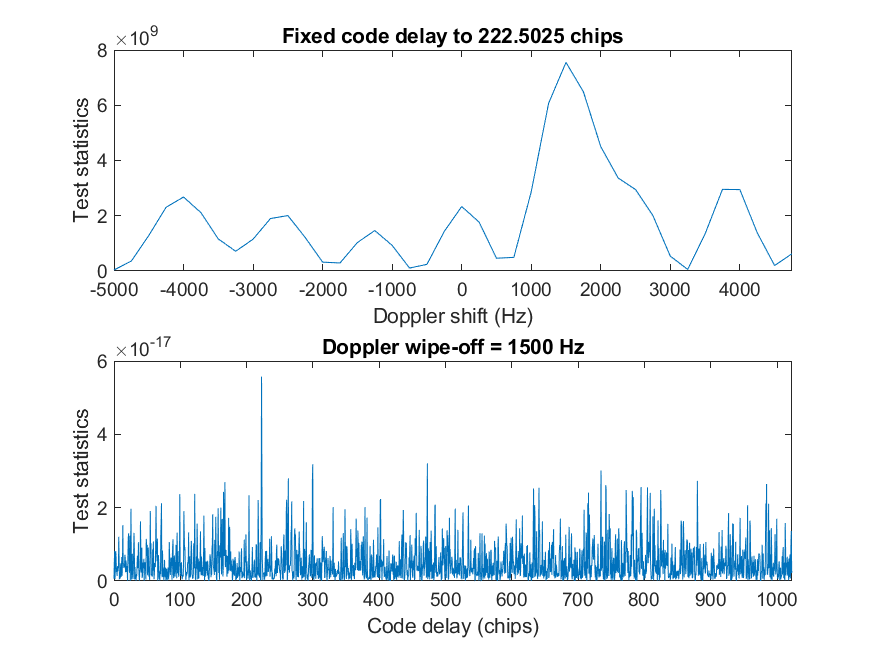 Fixed code delay to 222.5025 chips
×10^9
8
6
4
2
0
Test statistics
-5000 -4000 -3000 -2000 -1000 0 1000 2000 3000 4000
Doppler shift (Hz)
Doppler wipe-off = 1500 Hz
×10^-17
6
4
2
0
Test statistics
0 100 200 300 400 500 600 700 800 900 1000
Code delay (chips)